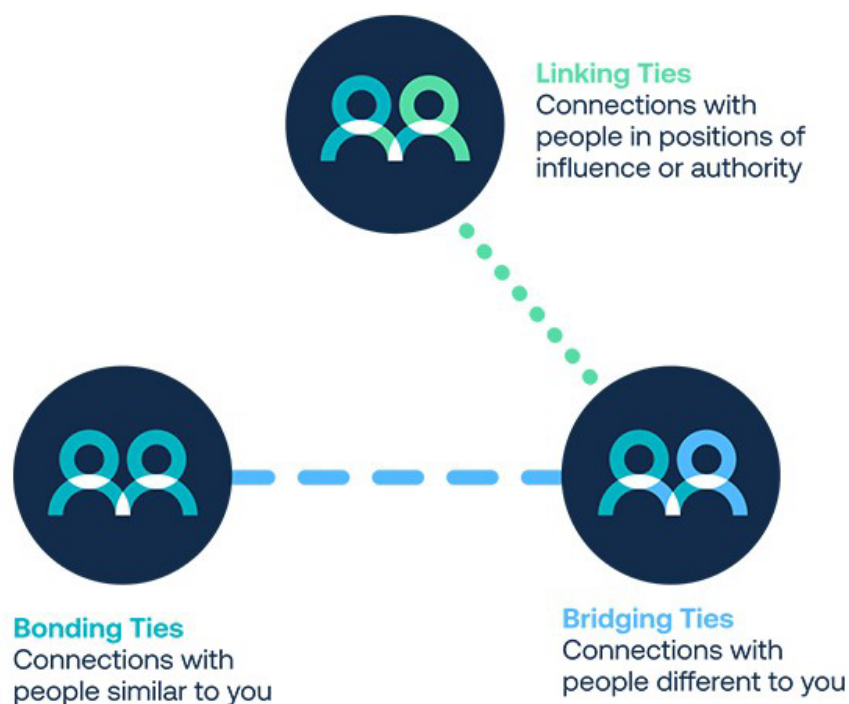 Linking Ties
Connections with
people in positions of
influence or authority
Bonding Ties
Connections with
people similar to you
Bridging Ties
Connections with
people different to you